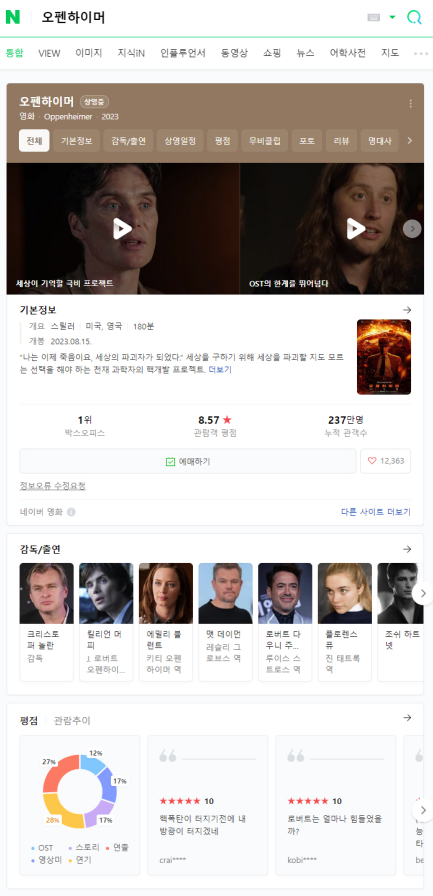 N 오펜하이머
통합 VIEW 이미지 지식iN 인플루언서 동영상 쇼핑 뉴스 어학사전 지도
오펜하이머 상영중
영화 · Oppenheimer · 2023
전체 기본정보 감독/출연 상영일정 평점 무비클립 포토 리뷰 명대사
세상이 기억할 극비 프로젝트
OST의 한계를 뛰어넘다
기본정보
개요 스릴러 미국, 영국 180분
개봉 2023.08.15.
"나는 이제 죽음이요, 세상의 파괴자가 되었다." 세상을 구하기 위해 세상을 파괴할 지도 모르
는 선택을 해야 하는 천재 과학자의 핵개발 프로젝트. 더보기
1위 8.57 ★ 237만명
박스오피스 관람객 평점 누적 관객수
예매하기 12,363
정보오류 수정요청
네이버 영화 다른 사이트 더보기
감독/출연
크리스토
퍼 놀란
감독
킬리언 머
피
J. 로버트
오펜하이...
에밀리 블
런트
키티 오펜
하이머 역
맷 데이먼
레슬리 그
로브스 역
로버트 다
우니 주...
루이스 스
트로스 역
플로렌스
퓨
진 태트록
역
조쉬 하트
넷
평점 관람추이
12%
27%
17%
28%
17%
OST 스토리 연출
영상미 연기
★★★★★ 10
핵폭탄이 터지기전에 내
방광이 터지겠네
crai****
★★★★★ 10
로버트는 얼마나 힘들었을
까?
kobi****